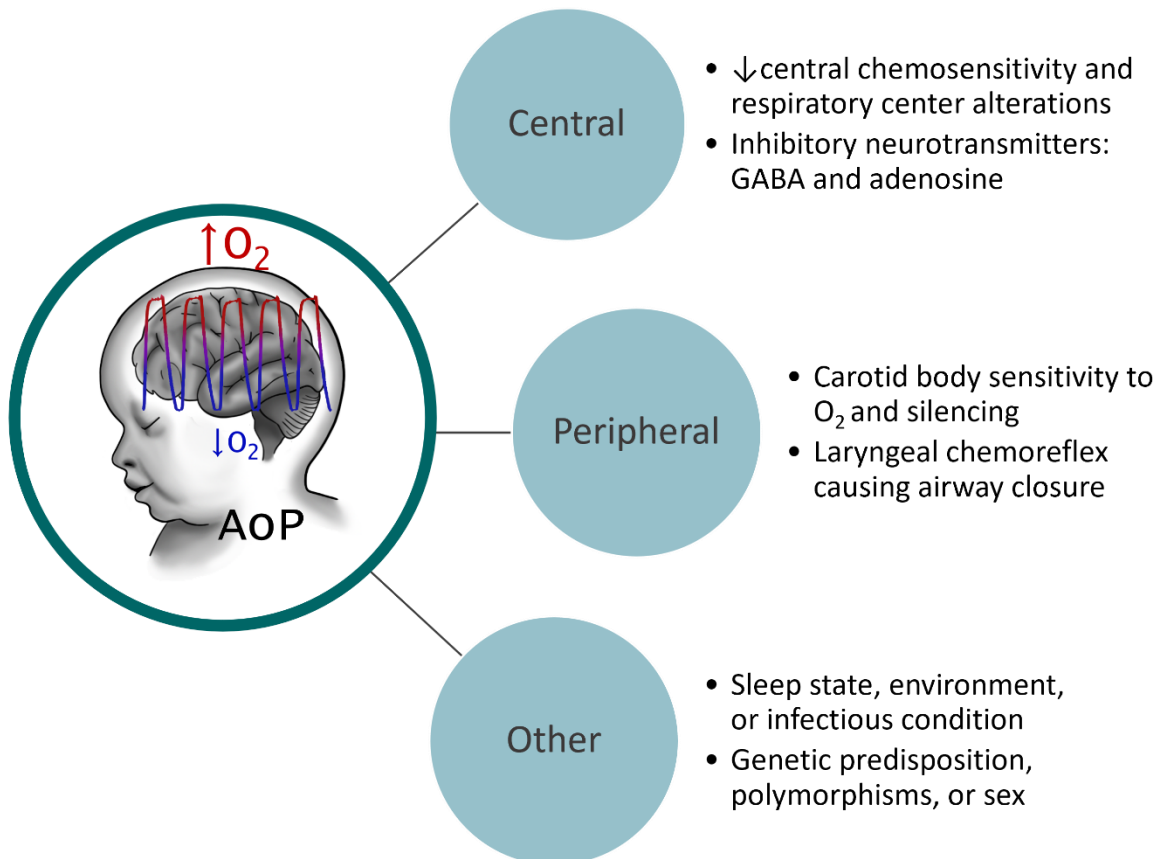 ↑O₂
↓O₂
AoP
Central
• ↓central chemosensitivity and
respiratory center alterations
• Inhibitory neurotransmitters:
GABA and adenosine
Peripheral
• Carotid body sensitivity to
O₂ and silencing
• Laryngeal chemoreflex
causing airway closure
Other
• Sleep state, environment,
or infectious condition
• Genetic predisposition,
polymorphisms, or sex